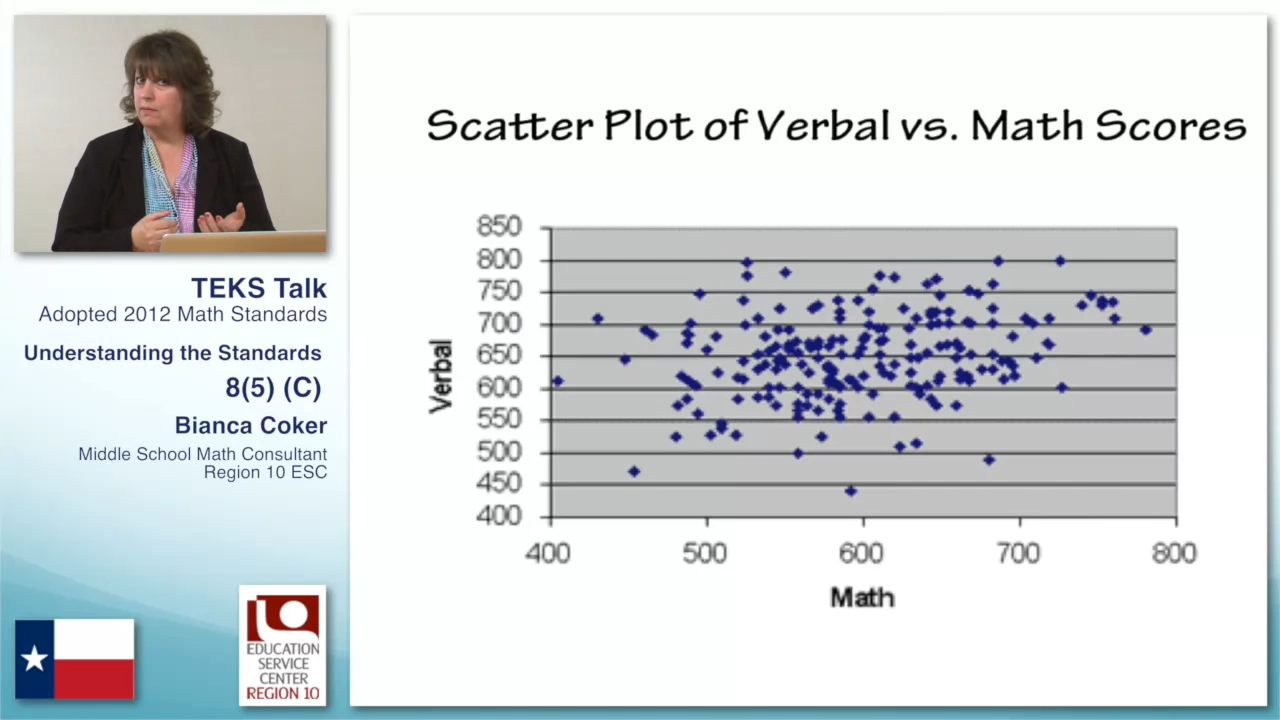 TEKS Talk
Adopted 2012 Math Standards
Understanding the Standards
8(5) (C)
Bianca Coker
Middle School Math Consultant
Region 10 ESC
EDUCATION
SERVICE
CENTER
REGION 10
Scatter Plot of Verbal vs. Math Scores
850
800
750
700
650
600
550
500
450
400
Verbal
400 500 600 700 800
Math